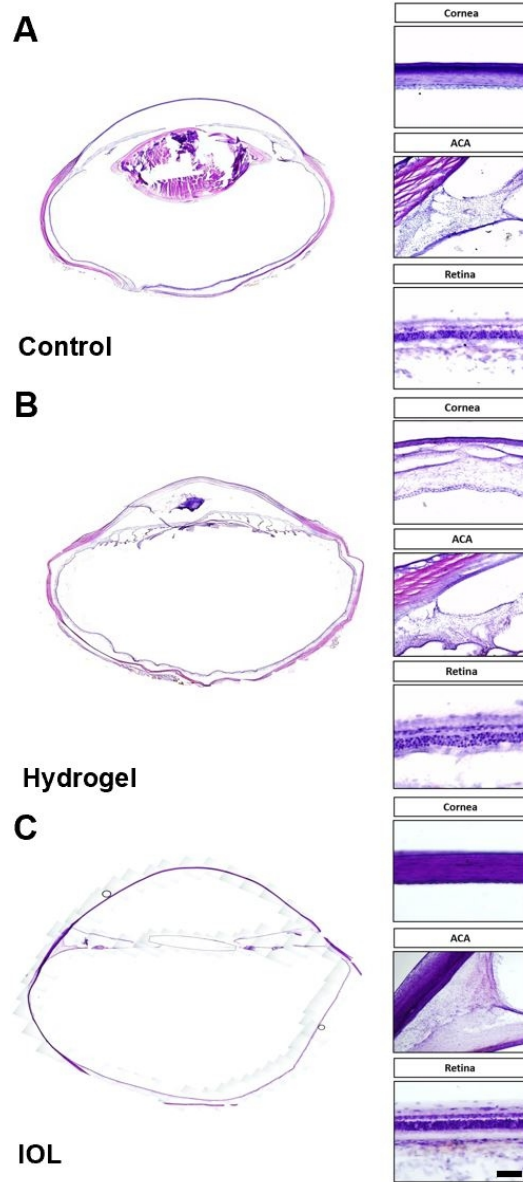 A
Cornea
ACA
Retina
Control
B
Cornea
ACA
Retina
Hydrogel
C
Cornea
ACA
Retina
IOL